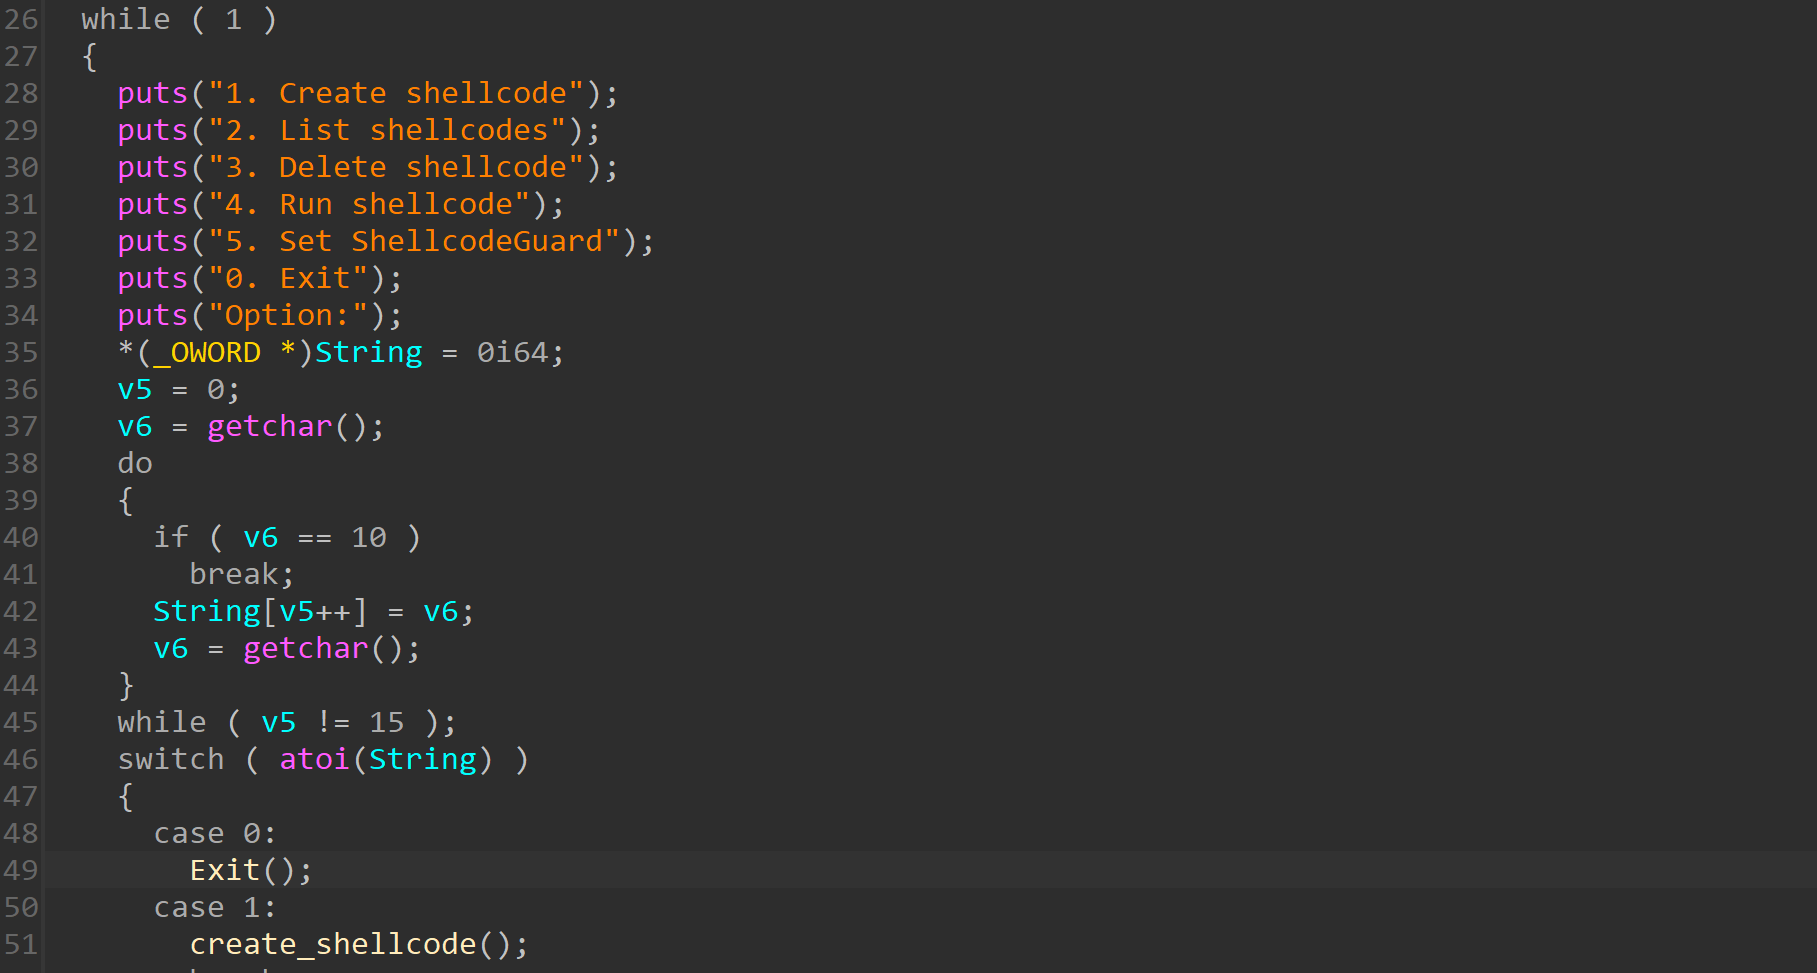 26 while ( 1 )
27 {
28 puts("1. Create shellcode");
29 puts("2. List shellcodes");
30 puts("3. Delete shellcode");
31 puts("4. Run shellcode");
32 puts("5. Set ShellcodeGuard");
33 puts("0. Exit");
34 puts("Option:");
35 *(_OWORD *)String = 0i64;
36 v5 = 0;
37 v6 = getchar();
38 do
39 {
40 if ( v6 == 10 )
41 break;
42 String[v5++] = v6;
43 v6 = getchar();
44 }
45 while ( v5 != 15 );
46 switch ( atoi(String) )
47 {
48 case 0:
49 Exit();
50 case 1:
51 create_shellcode();